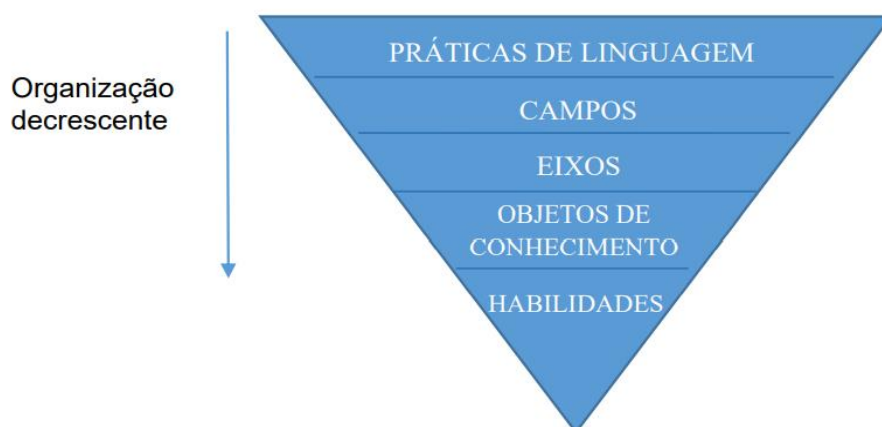 Organização
decrescente
PRÁTICAS DE LINGUAGEM
CAMPOS
EIXOS
OBJETOS DE
CONHECIMENTO
HABILIDADES